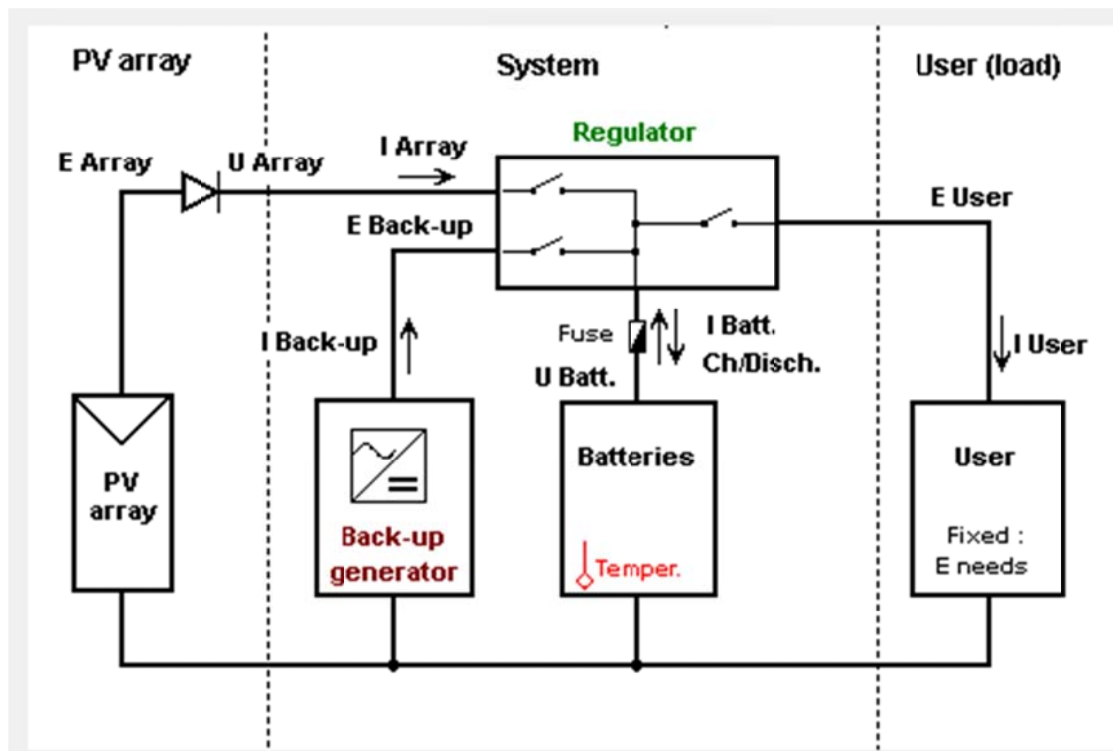 PV array
System
User (load)
Regulator
E Array
U Array
I Array
E User
E Back-up
I Back-up
Fuse
I Batt.
Ch/Disch.
U Batt.
I User
PV
array
Back-up
generator
Batteries
Temper.
User
Fixed :
E needs